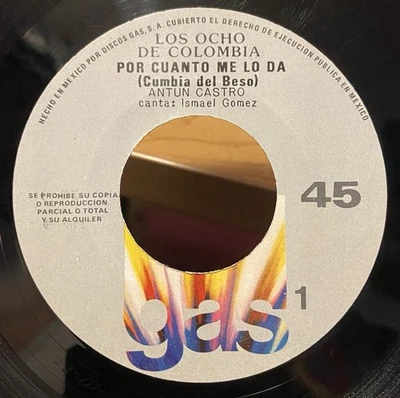 HECHO EN MEXICO POR DISCOS GAS, S. A. CUBIERTO EL DERECHO DE EJECUCION PUBLICA EN MEXICO
LOS OCHO
DE COLOMBIA
POR CUANTO ME LO DA
(Cumbia del Beso)
ANTUN CASTRO
canta: Ismael Gomez
SE PROHIBE SU COPIA
O REPRODUCCION
PARCIAL O TOTAL
Y SU ALQUILER
45
gas
1